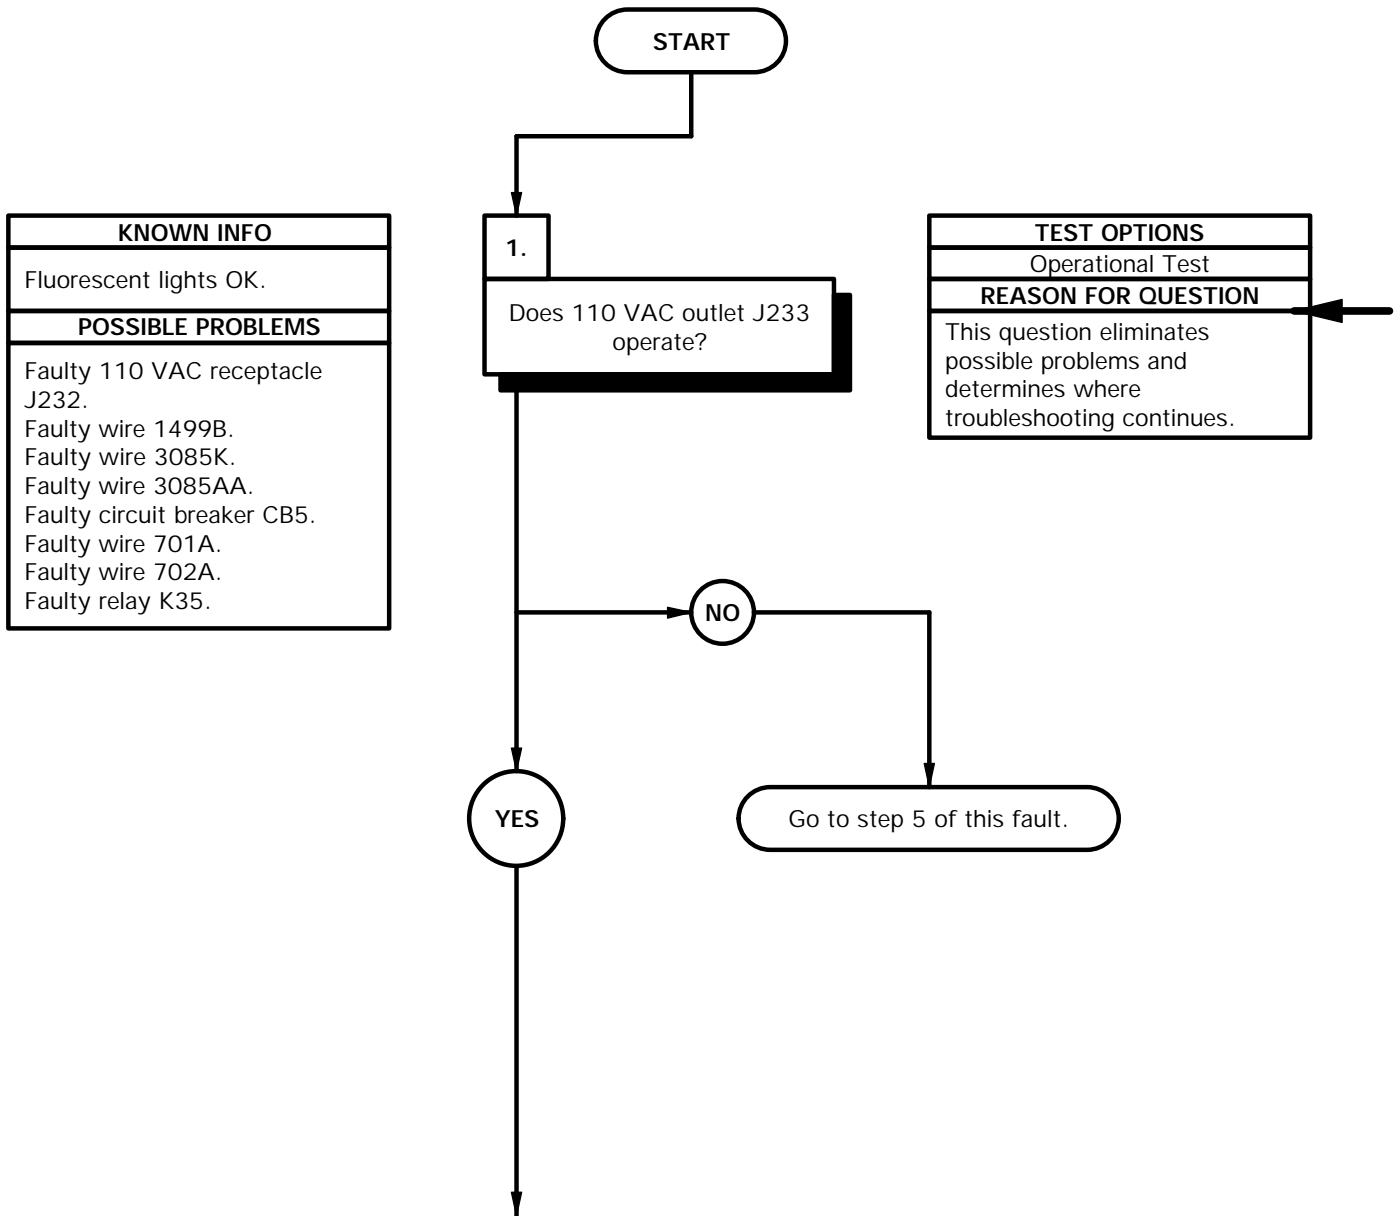 START
KNOWN INFO
Fluorescent lights OK.
POSSIBLE PROBLEMS
Faulty 110 VAC receptacle
J232.
Faulty wire 1499B.
Faulty wire 3085K.
Faulty wire 3085AA.
Faulty circuit breaker CB5.
Faulty wire 701A.
Faulty wire 702A.
Faulty relay K35.
1.
Does 110 VAC outlet J233
operate?
TEST OPTIONS
Operational Test
REASON FOR QUESTION
This question eliminates
possible problems and
determines where
troubleshooting continues.
NO
YES
Go to step 5 of this fault.